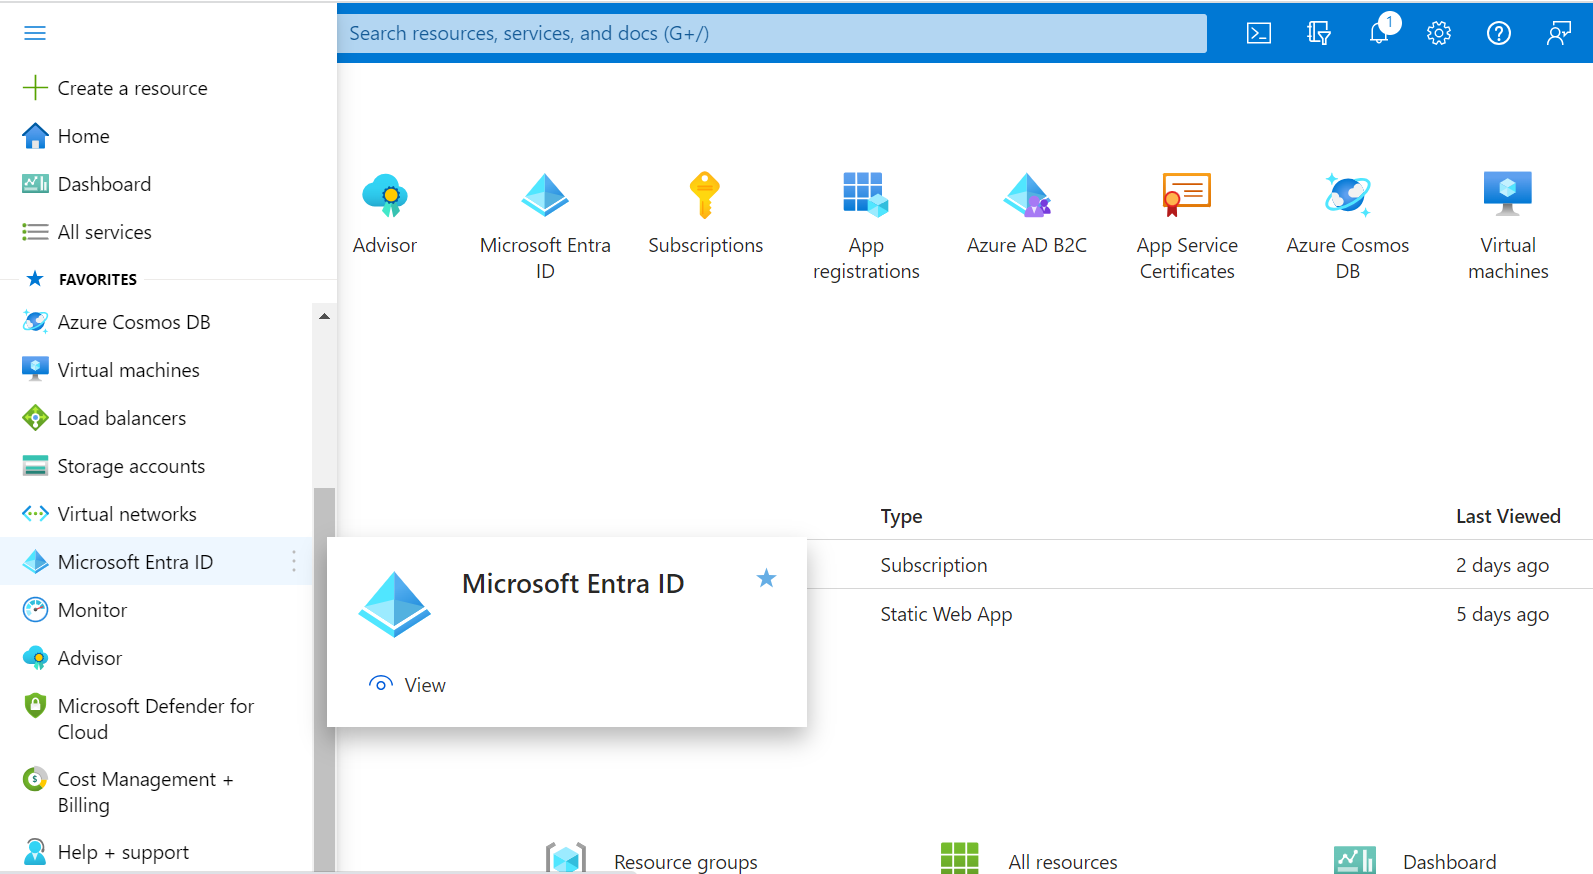 Search resources, services, and docs (G+/)
1
Create a resource
Home
Dashboard
All services
FAVORITES
Azure Cosmos DB
Virtual machines
Load balancers
Storage accounts
Virtual networks
Microsoft Entra ID
Monitor
Advisor
Microsoft Defender for
Cloud
Cost Management +
Billing
Help + support
Advisor
Microsoft Entra
ID
Subscriptions
App
registrations
Azure AD B2C
App Service
Certificates
Azure Cosmos
DB
Virtual
machines
Type
Last Viewed
Subscription
2 days ago
Static Web App
5 days ago
Microsoft Entra ID
View
Resource groups
All resources
Dashboard